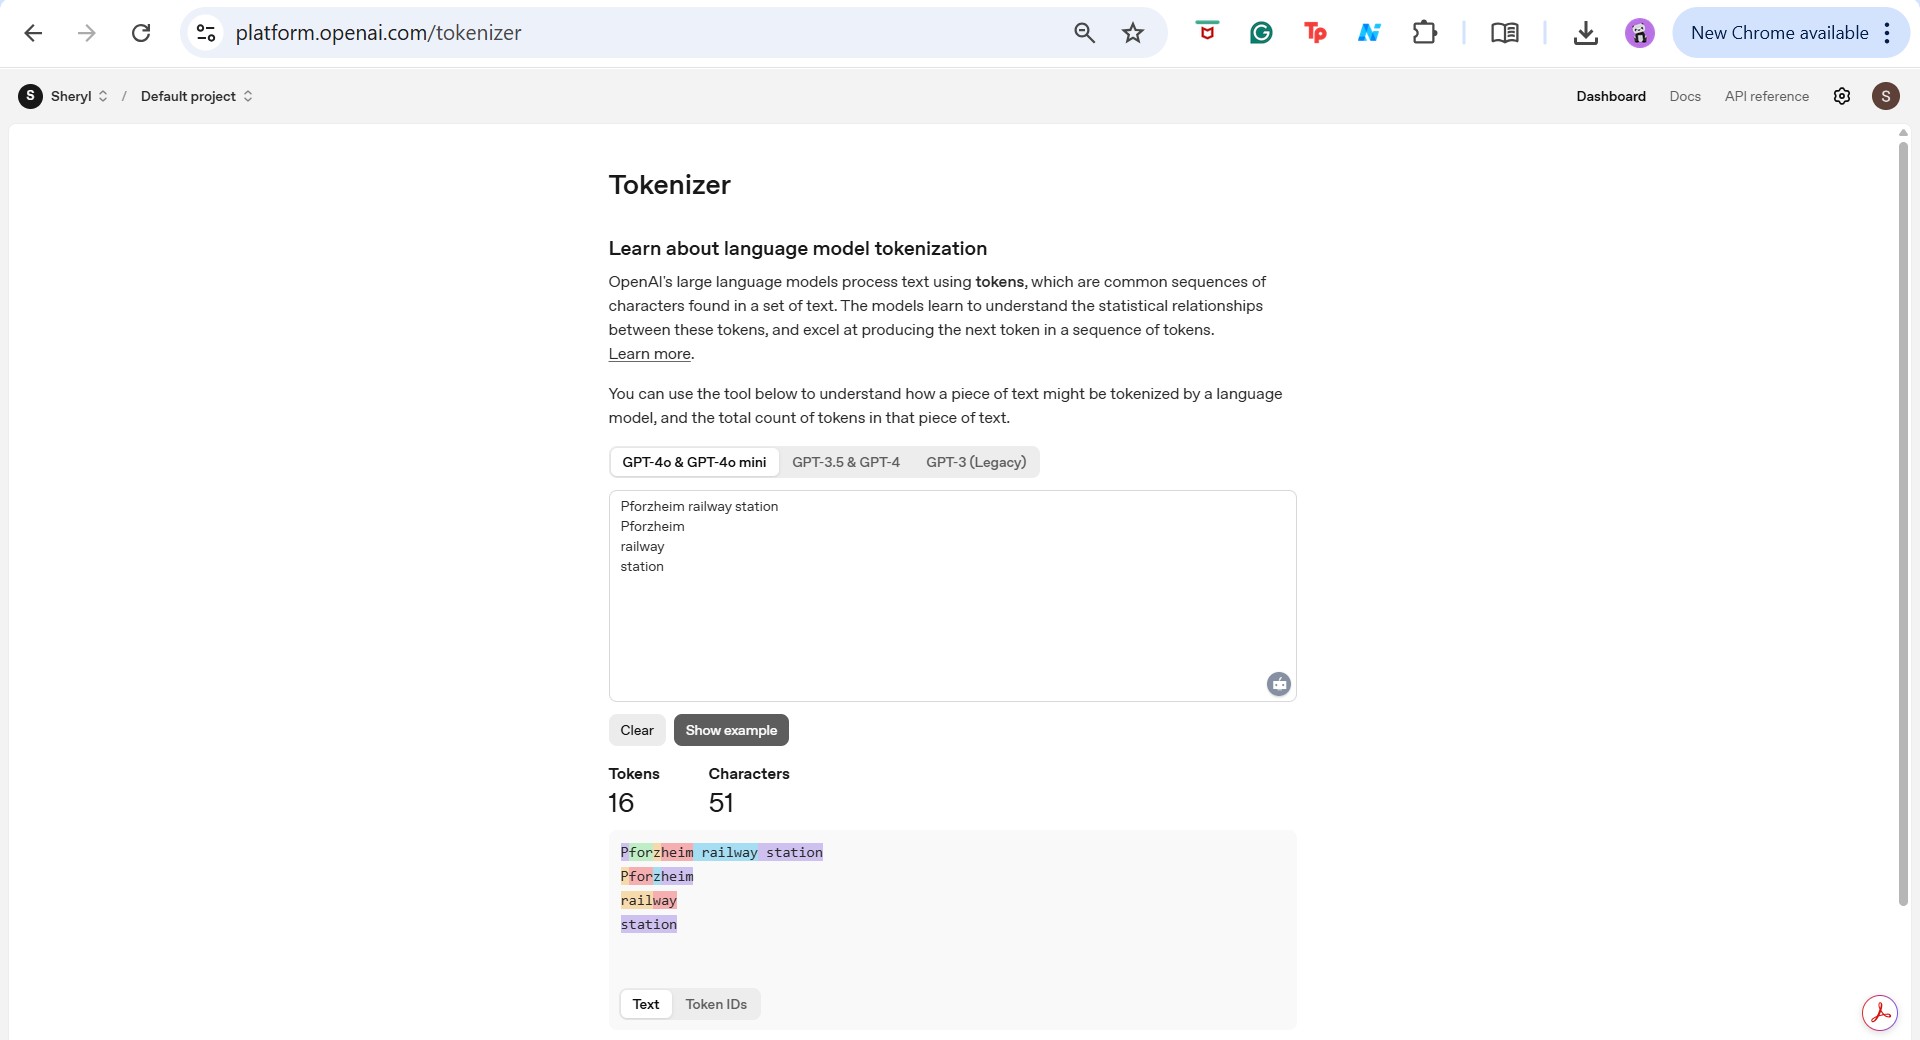 platform.openai.com/tokenizer
Tp
N
New Chrome available
S Sheryl / Default project
Dashboard Docs API reference S
Tokenizer
Learn about language model tokenization
OpenAI's large language models process text using tokens, which are common sequences of
characters found in a set of text. The models learn to understand the statistical relationships
between these tokens, and excel at producing the next token in a sequence of tokens.
Learn more.
You can use the tool below to understand how a piece of text might be tokenized by a language
model, and the total count of tokens in that piece of text.
GPT-4o & GPT-4o mini GPT-3.5 & GPT-4 GPT-3 (Legacy)
Pforzheim railway station
Pforzheim
railway
station
Clear Show example
Tokens Characters
16 51
Pforzheim railway station
Pforzheim
railway
station
Text Token IDs